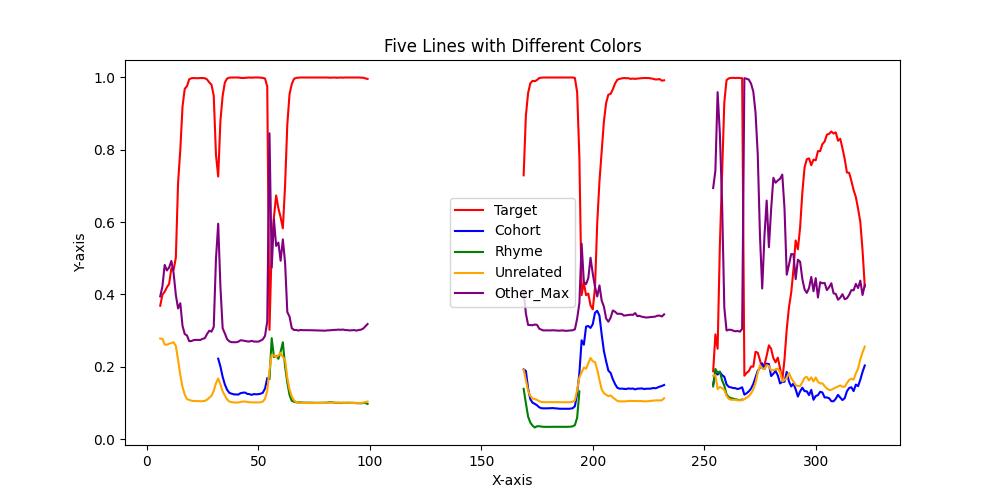 Five Lines with Different Colors
Y-axis
1.0
0.8
0.6
0.4
0.2
0.0
Target
Cohort
Rhyme
Unrelated
Other_Max
0 50 100 150 200 250 300
X-axis